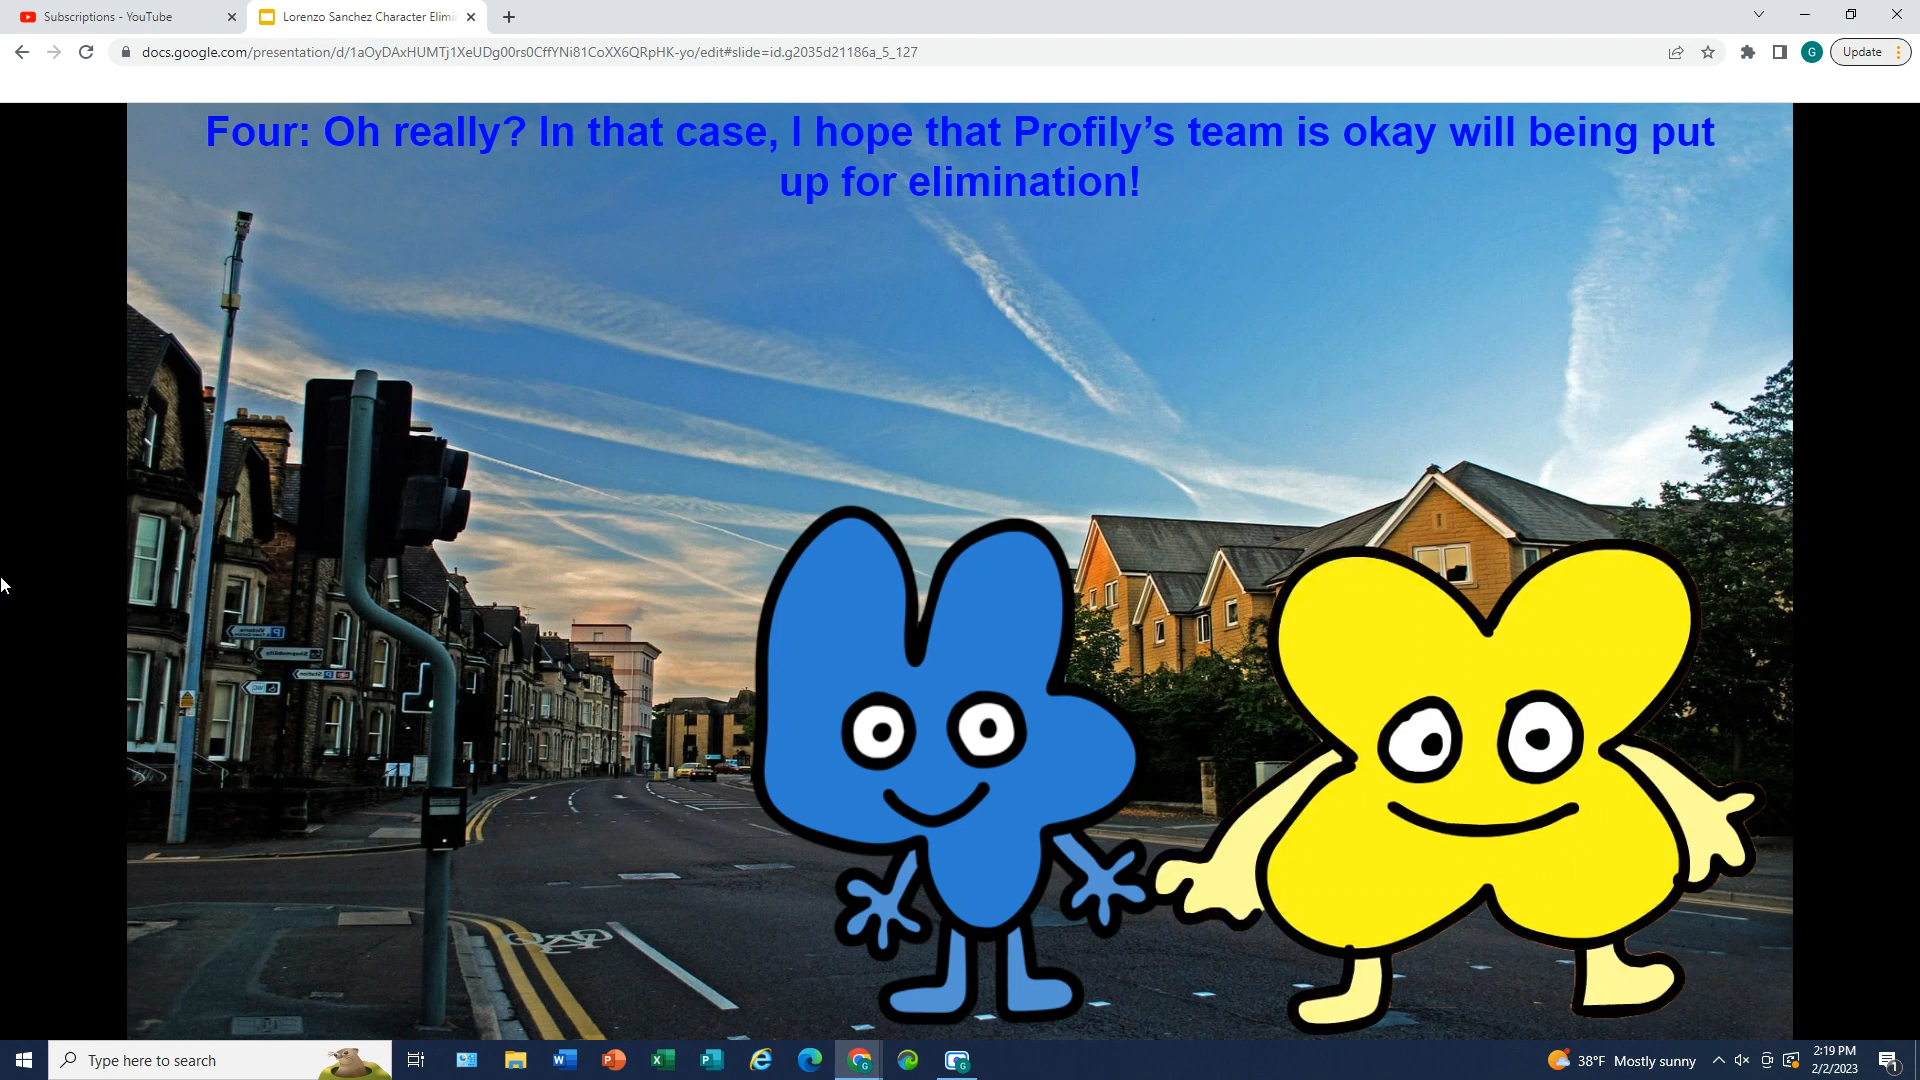 Subscriptions - YouTube
Lorenzo Sanchez Character Elimi
docs.google.com/presentation/d/1aOyDAxHUMTj1XeUDg00rs0CffYNi81CoXX6QRpHK-yo/edit#slide=id.g2035d21186a_5_127
G
Update
Four: Oh really? In that case, I hope that Profily’s team is okay will being put
up for elimination!
Type here to search
38°F Mostly sunny
2:19 PM
2/2/2023
1